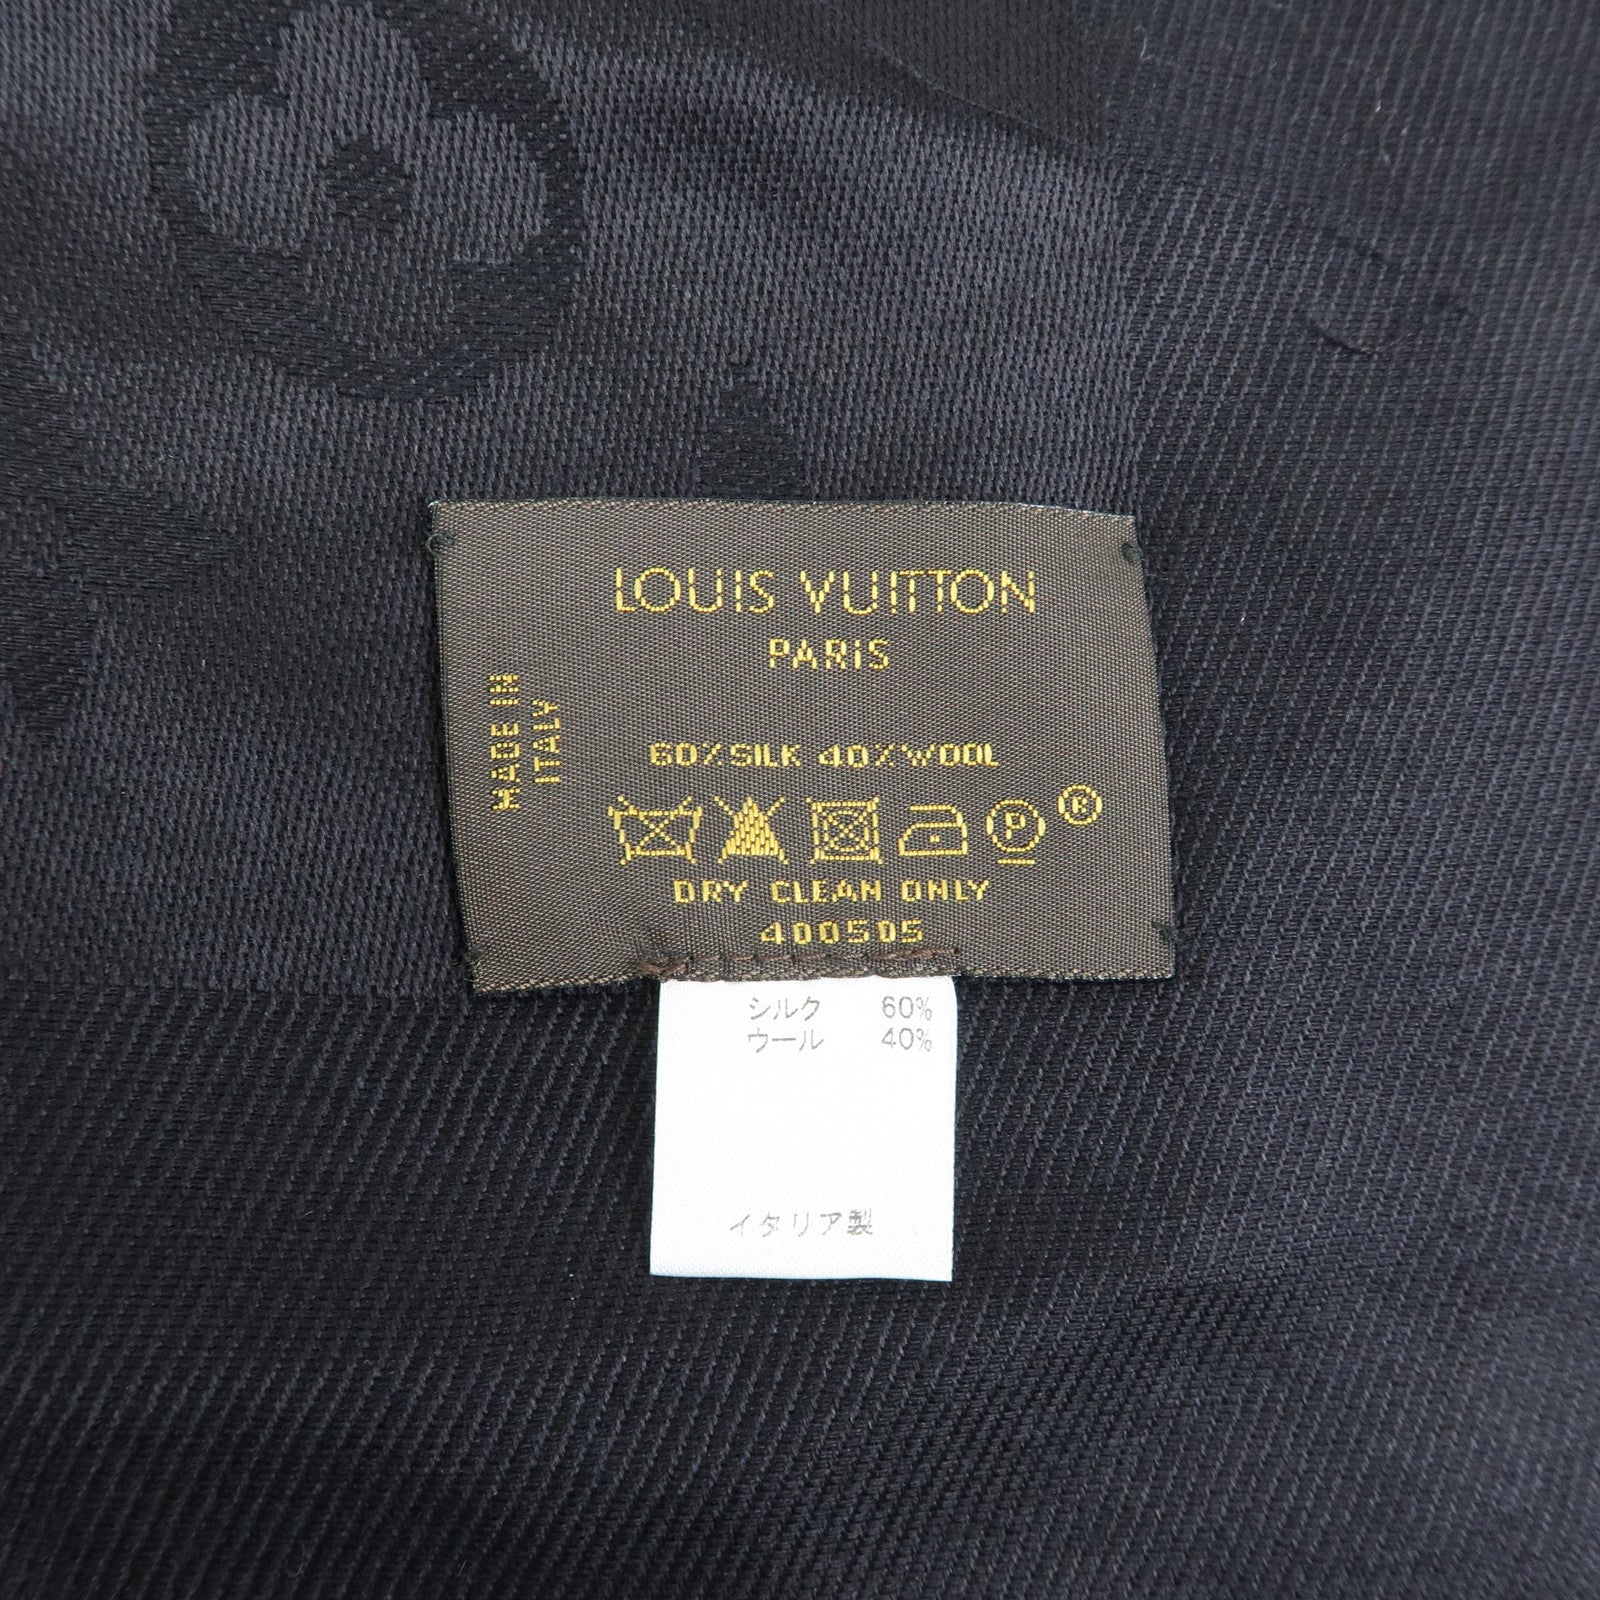 LOUIS VUITTON
PARIS
MADE IN
ITALY
60%SILK 40%WOOL
P ®
DRY CLEAN ONLY
400505
シルク 60%
ウール 40%
イタリア製